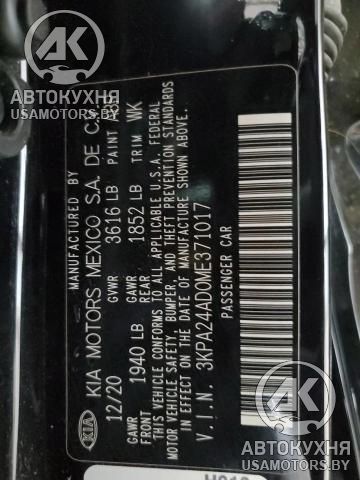 АК
АВТОКУХНЯ
USAMOTORS.BY
АК
АВТОКУХНЯ
USAMOTORS.BY
MANUFACTURED BY
KIA KIA MOTORS MEXICO S.A. DE C.V.
12/20 GVWR 3616 LB PAINT
GAWR FRONT 1940 LB GAWR REAR 1852 LB TRIM WK
THIS VEHICLE CONFORMS TO ALL APPLICABLE U.S.A. FEDERAL
MOTOR VEHICLE SAFETY, BUMPER, AND THEFT PREVENTION STANDARDS
IN EFFECT ON THE DATE OF MANUFACTURE SHOWN ABOVE.
V.I.N. 3KPA24AD0ME371017
PASSENGER CAR